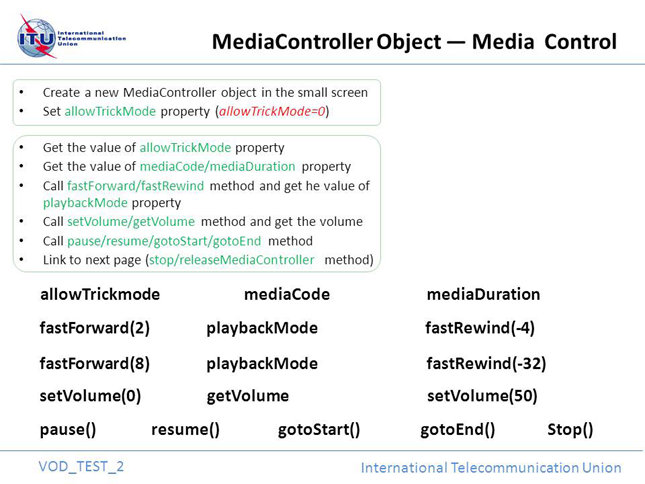 ITU International
Telecommunication
Union
MediaController Object — Media Control
• Create a new MediaController object in the small screen
• Set allowTrickMode property (allowTrickMode=0)
• Get the value of allowTrickMode property
• Get the value of mediaCode/mediaDuration property
• Call fastForward/fastRewind method and get he value of
playbackMode property
• Call setVolume/getVolume method and get the volume
• Call pause/resume/gotoStart/gotoEnd method
• Link to next page (stop/releaseMediaController method)
allowTrickmode mediaCode mediaDuration
fastForward(2) playbackMode fastRewind(-4)
fastForward(8) playbackMode fastRewind(-32)
setVolume(0) getVolume setVolume(50)
pause() resume() gotoStart() gotoEnd() Stop()
VOD_TEST_2 International Telecommunication Union